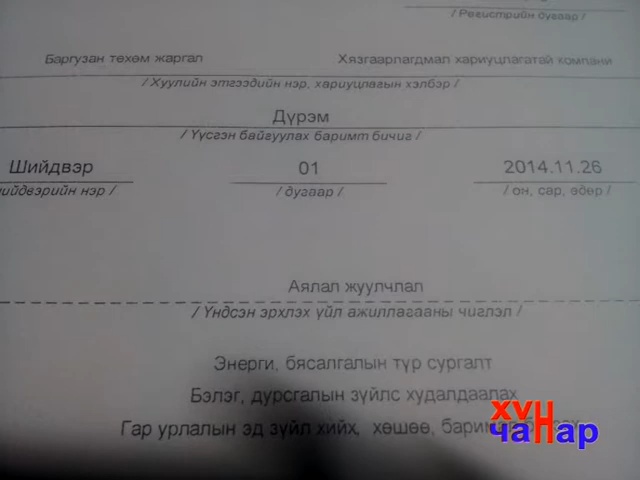 / Регистрийн дугаар /
Баргузан төхөм жаргал Хязгаарлагдмал хариуцлагатай компани
/ Хуулийн этгээдийн нэр, хариуцлагын хэлбэр /
Дүрэм
/ Үүсгэн байгуулах баримт бичиг /
Шийдвэр 01 2014.11.26
ийдвэрийн нэр / / дугаар / / он, сар, өдөр /
Аялал жуулчлал
/ Үндсэн эрхлэх үйл ажиллагааны чиглэл /
Энерги, бясалгалын түр сургалт
Бэлэг, дурсгалын зүйлс худалдаалах
Гар урлалын эд зүйл хийх, хөшөө,
ХҮН
чанар